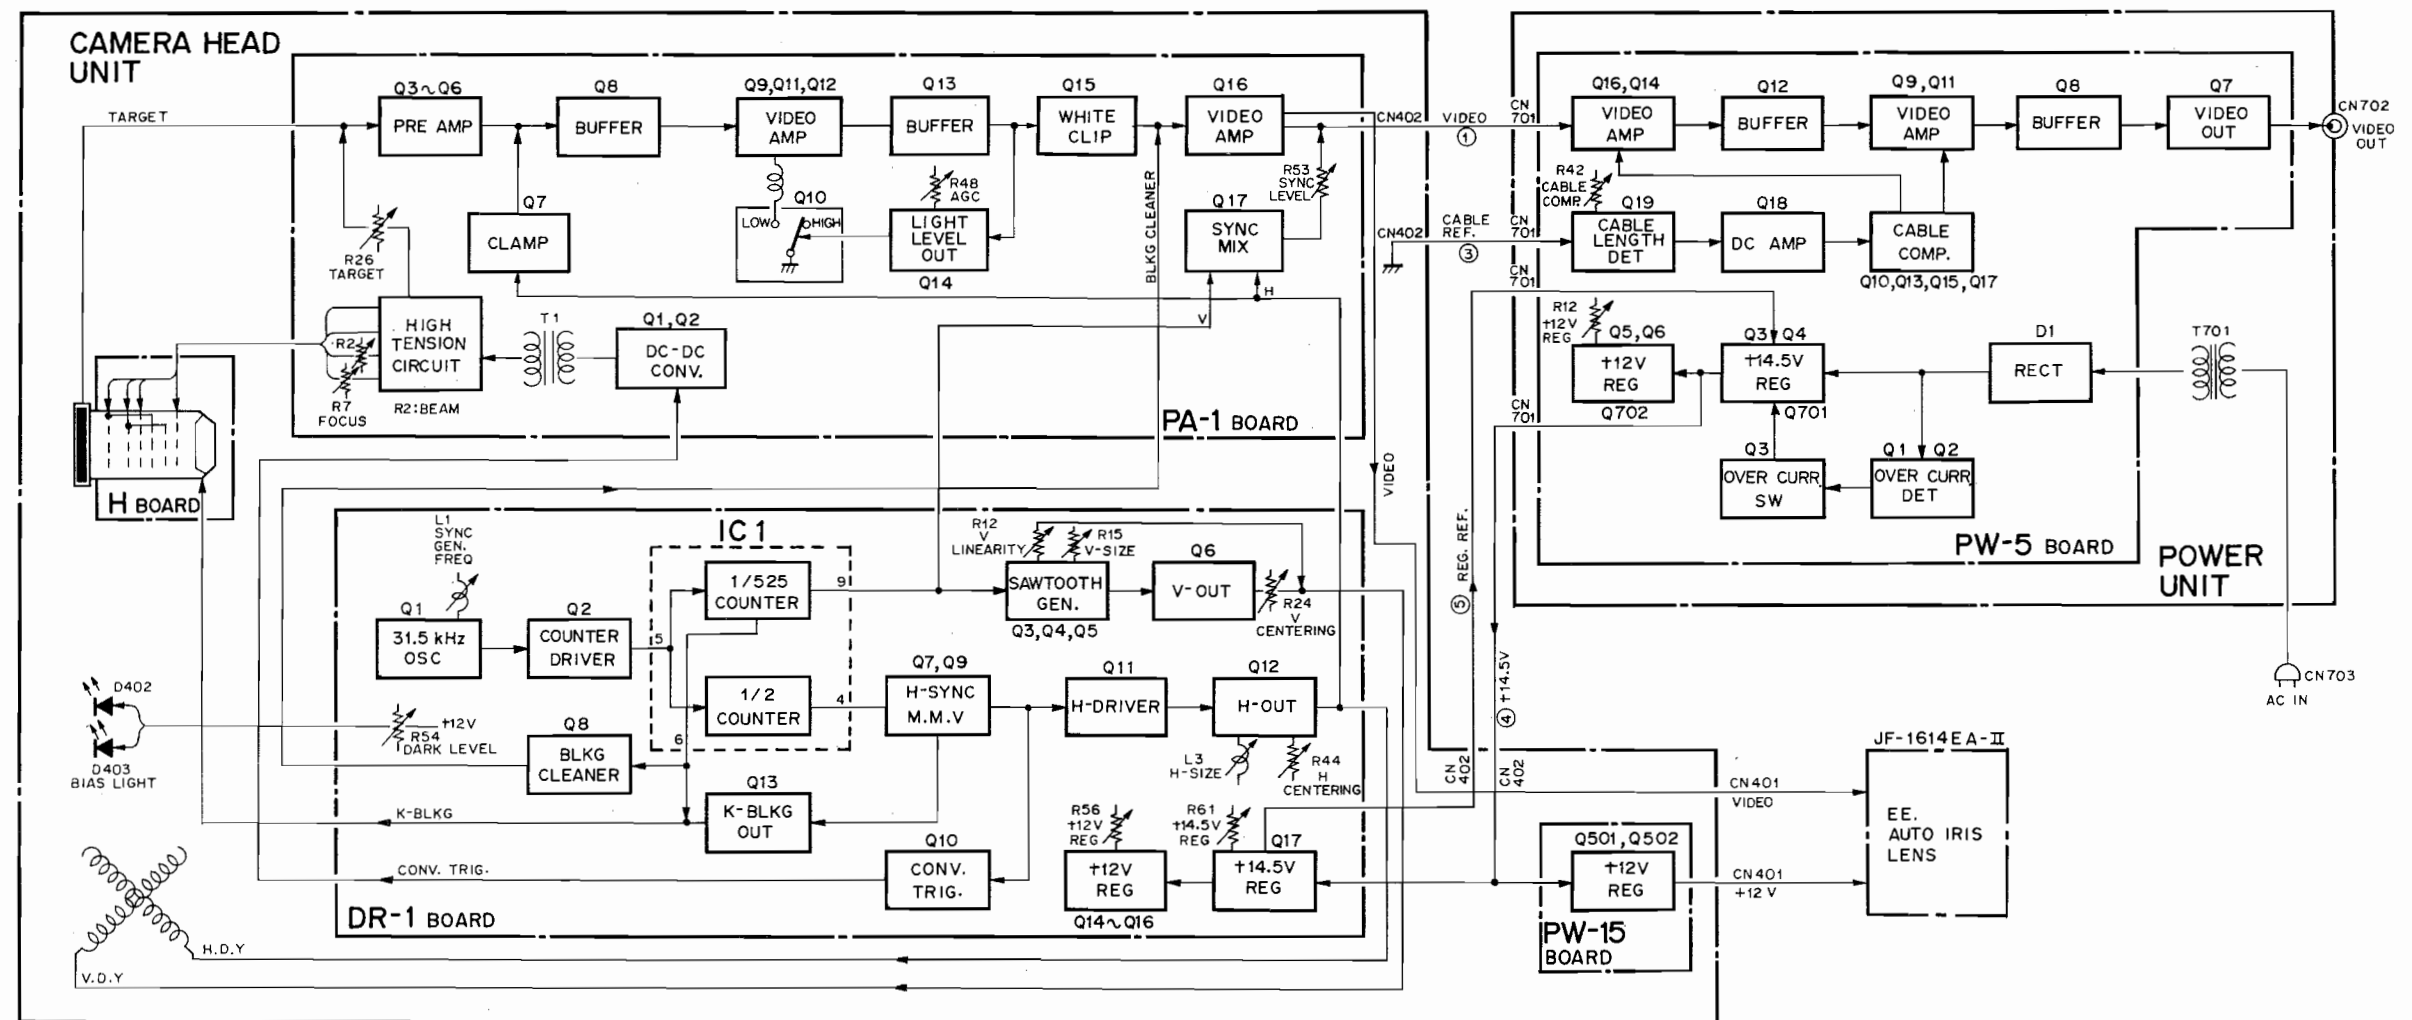 CAMERA HEAD
UNIT
TARGET
Q3~Q6
PRE AMP
Q8
BUFFER
Q9,Q11,Q12
VIDEO
AMP
Q13
BUFFER
Q15
WHITE
CLIP
Q16
VIDEO
AMP
CN402
VIDEO
①
CN
701
Q16,Q14
VIDEO
AMP
Q12
BUFFER
Q9,Q11
VIDEO
AMP
Q8
BUFFER
Q7
VIDEO
OUT
CN702
VIDEO
OUT
R26
TARGET
Q7
CLAMP
LOW
Q10
HIGH
R48
AGC
LIGHT
LEVEL
OUT
Q14
BLKG CLEANER
R53
SYNC
LEVEL
Q17
SYNC
MIX
H
V
CN402
CABLE
REF.
③
CN
701
R42
CABLE
COMP.
Q19
CABLE
LENGTH
DET
Q18
DC AMP
CABLE
COMP.
Q10,Q13,Q15,Q17
R2
R7
FOCUS
HIGH
TENSION
CIRCUIT
R2:BEAM
T1
Q1,Q2
DC-DC
CONV.
PA-1 BOARD
H BOARD
CN
701
R12
+12V
REG
Q5,Q6
+12V
REG
Q702
Q3 Q4
+14.5V
REG
Q701
D1
RECT
T701
CN
701
Q3
OVER CURR
SW
Q1 Q2
OVER CURR
DET
PW-5 BOARD
POWER
UNIT
VIDEO
L1
SYNC
GEN.
FREQ
Q1
31.5 kHz
OSC
Q2
COUNTER
DRIVER
IC1
5
1/525
COUNTER
9
1/2
COUNTER
4
6
R12
V
LINEARITY
R15
V-SIZE
SAWTOOTH
GEN.
Q3,Q4,Q5
Q6
V-OUT
R24
V
CENTERING
Q7,Q9
H-SYNC
M.M.V
Q11
H-DRIVER
Q12
H-OUT
L3
H-SIZE
R44
H
CENTERING
⑤ REG. REF.
④ +14.5V
CN
402
CN
402
CN703
AC IN
D402
D403
BIAS LIGHT
+12V
R54
DARK LEVEL
Q8
BLKG
CLEANER
K-BLKG
Q13
K-BLKG
OUT
CONV. TRIG.
Q10
CONV.
TRIG.
R56
+12V
REG
+12V
REG
Q14~Q16
R61
+14.5V
REG
Q17
+14.5V
REG
DR-1 BOARD
H.D.Y
V.D.Y
Q501,Q502
+12V
REG
PW-15
BOARD
CN401
VIDEO
CN401
+12V
JF-1614EA-II
EE.
AUTO IRIS
LENS